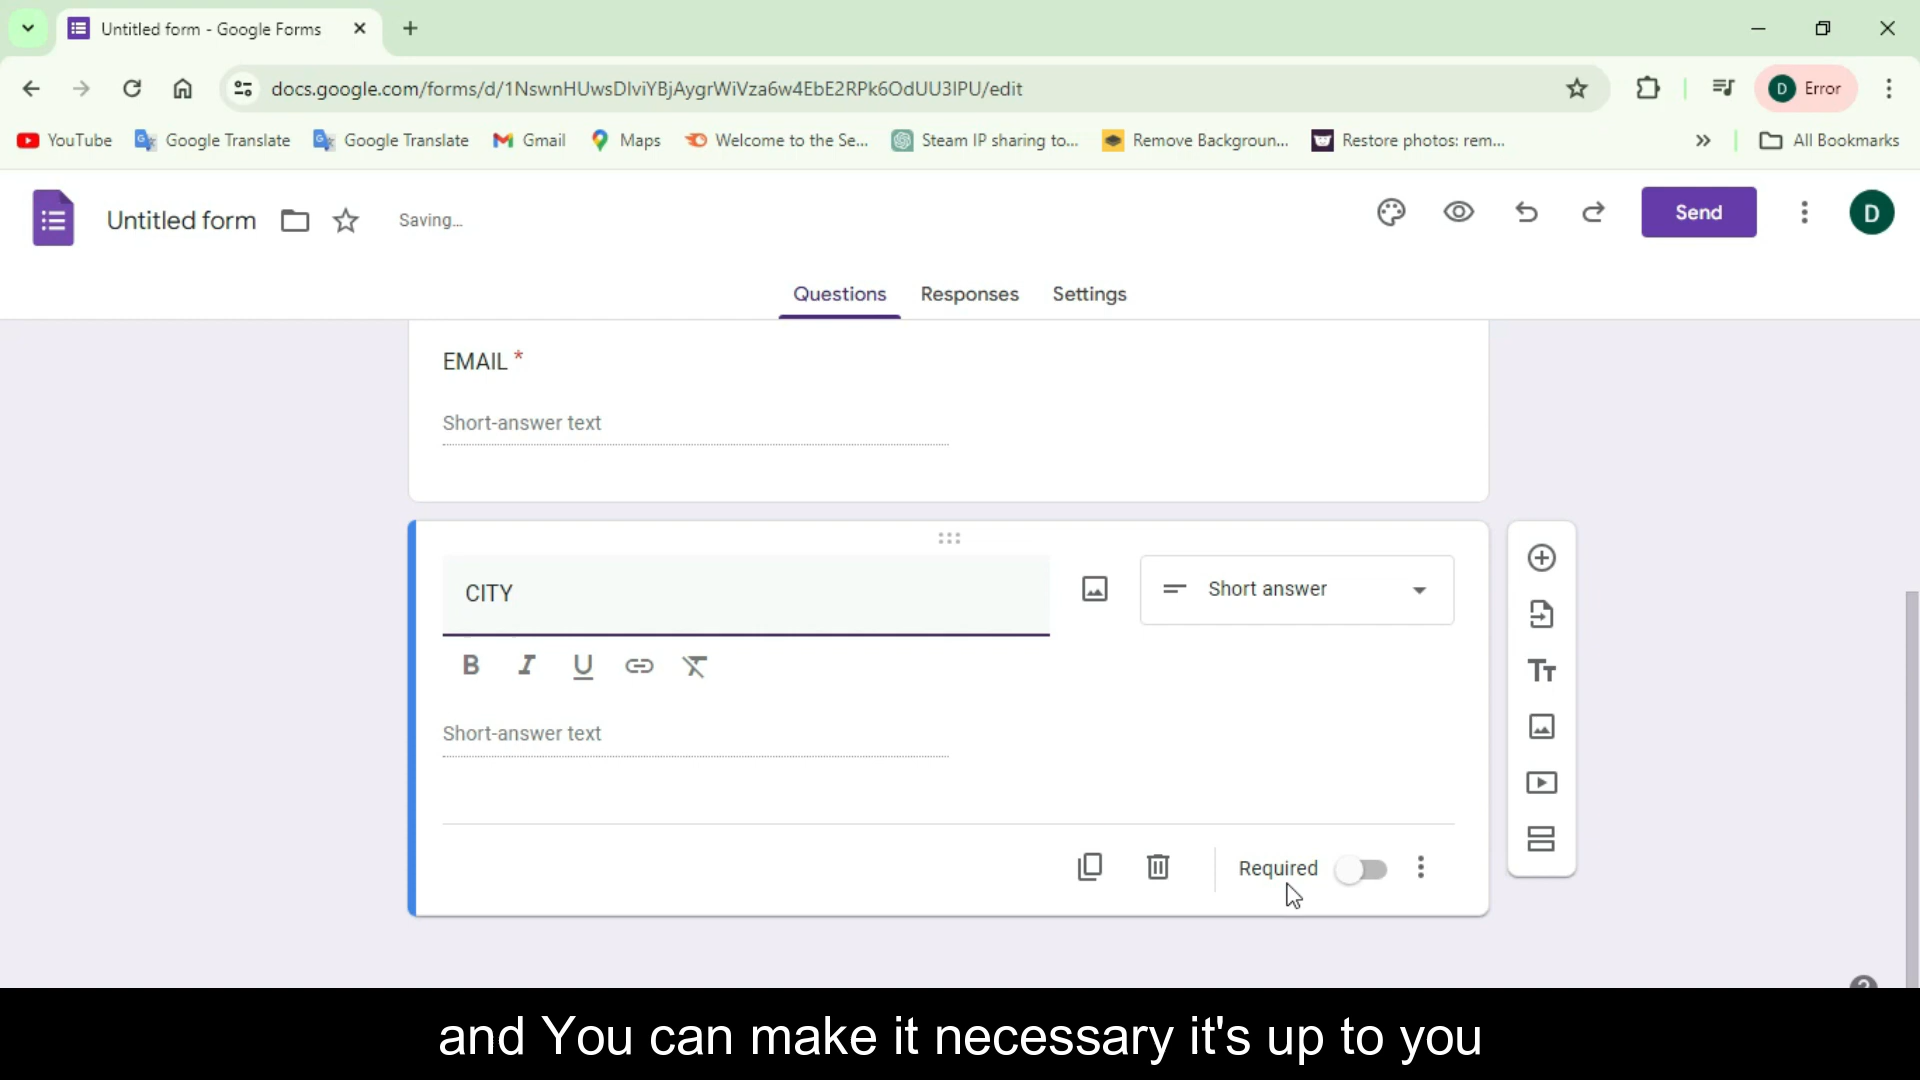 Untitled form - Google Forms
docs.google.com/forms/d/1NswnHUwsDlviYBjAygrWiVza6w4EbE2RPk6OdUU3lPU/edit
Error
YouTube Google Translate Google Translate Gmail Maps Welcome to the Se... Steam IP sharing to... Remove Backgroun... Restore photos: rem... All Bookmarks
Untitled form Saving... Send D
Questions Responses Settings
EMAIL *
Short-answer text
CITY Short answer
Short-answer text
Required
and You can make it necessary it's up to you